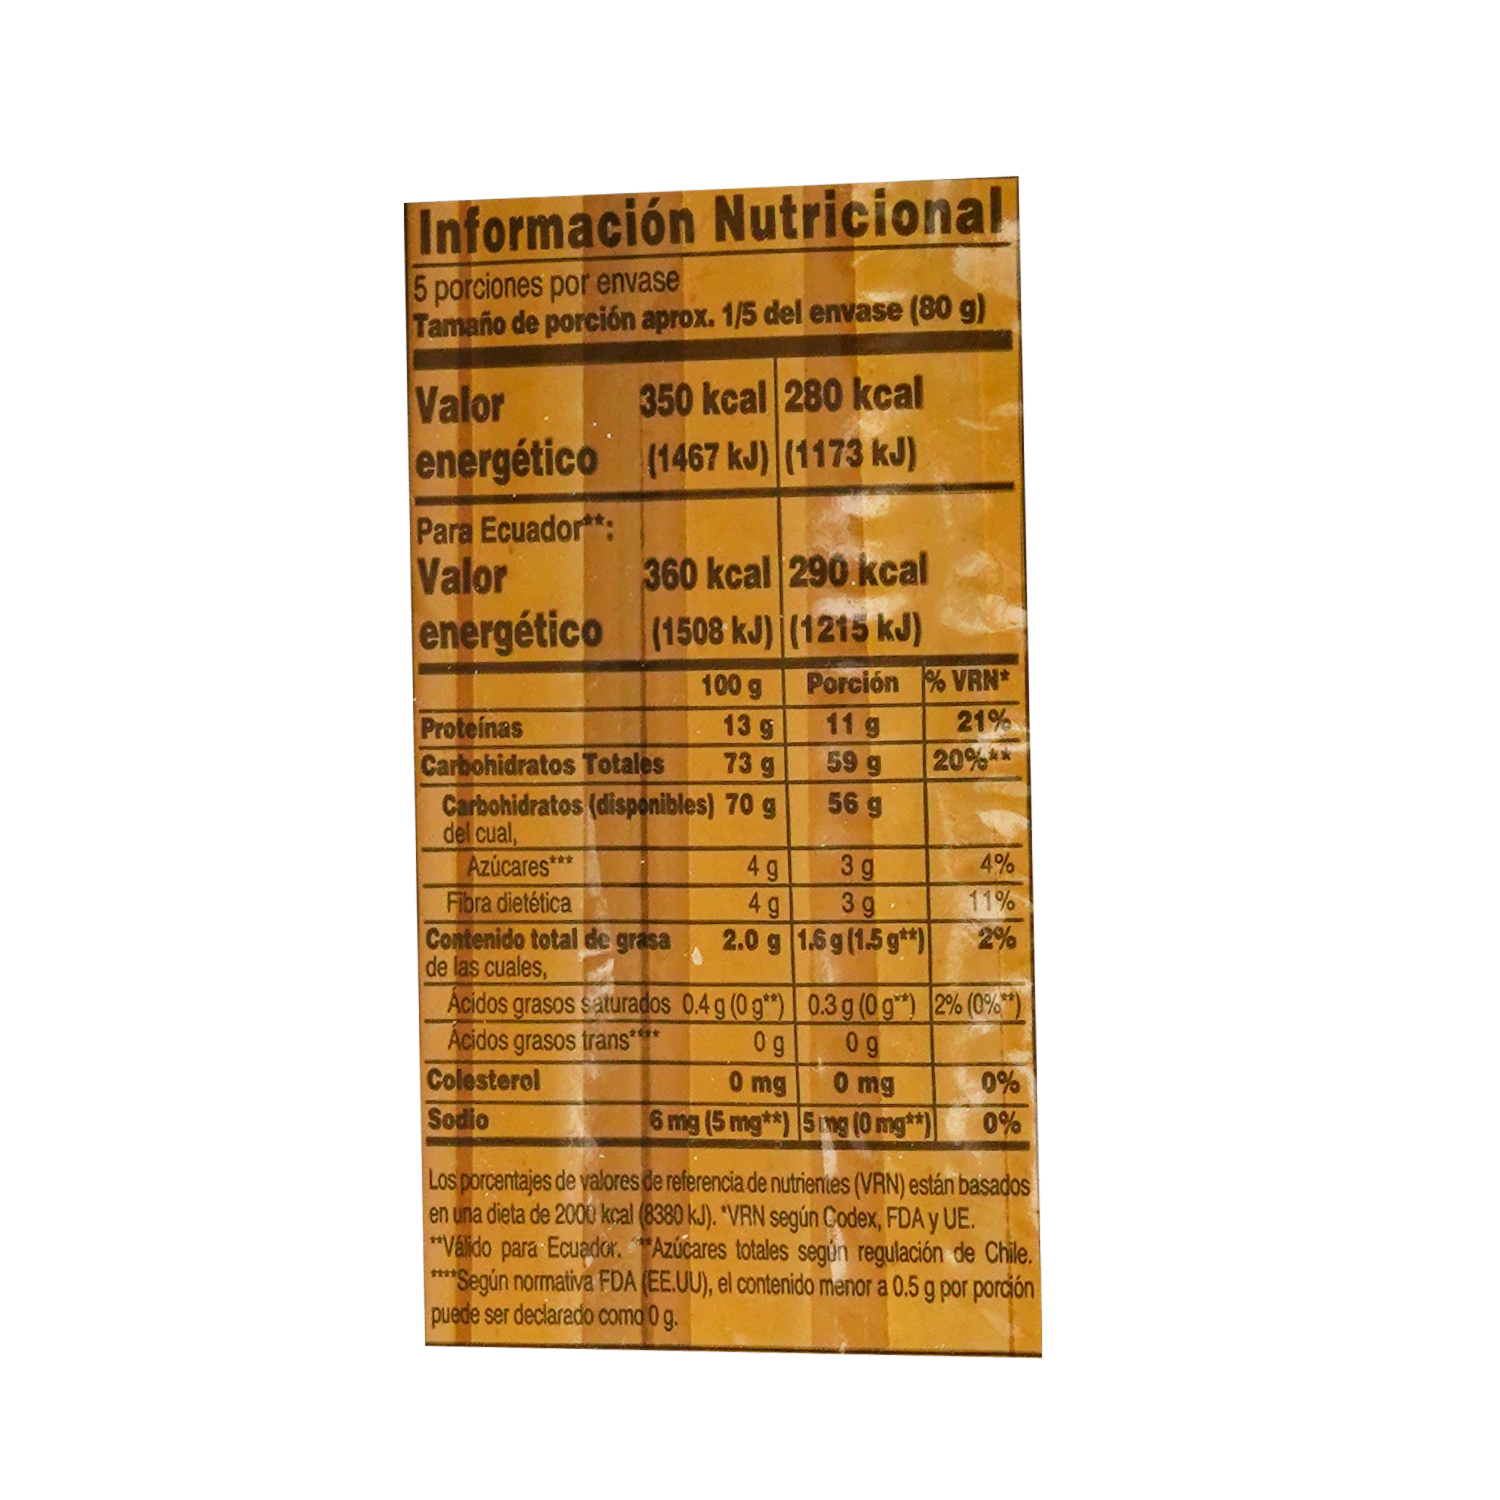 Información Nutricional
5 porciones por envase
Tamaño de porción aprox. 1/5 del envase (80 g)
Valor 350 kcal 280 kcal
energético (1467 kJ) (1173 kJ)
Para Ecuador**:
Valor 360 kcal 290 kcal
energético (1508 kJ) (1215 kJ)
100 g Porción % VRN*
Proteínas 13 g 11 g 21%
Carbohidratos Totales 73 g 59 g 20%**
Carbohidratos (disponibles) 70 g 56 g
del cual,
Azúcares*** 4 g 3 g 4%
Fibra dietética 4 g 3 g 11%
Contenido total de grasa 2.0 g 1.6 g (1.5 g**) 2%
de las cuales,
Ácidos grasos saturados 0.4 g (0 g**) 0.3 g (0 g**) 2% (0%**)
Ácidos grasos trans**** 0 g 0 g
Colesterol 0 mg 0 mg 0%
Sodio 6 mg (5 mg**) 5 mg (0 mg**) 0%
Los porcentajes de valores de referencia de nutrientes (VRN) están basados
en una dieta de 2000 kcal (8380 kJ). *VRN según Codex, FDA y UE.
**Válido para Ecuador. ***Azúcares totales según regulación de Chile.
****Según normativa FDA (EE.UU), el contenido menor a 0.5 g por porción
puede ser declarado como 0 g.